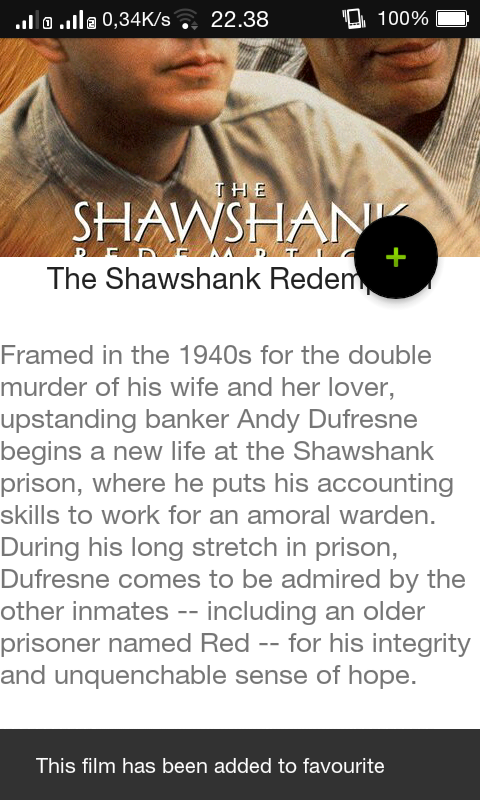 0,34K/s 22.38 100%
THE
SHAWSHANK
REDEMPTION
The Shawshank Redemption
Framed in the 1940s for the double
murder of his wife and her lover,
upstanding banker Andy Dufresne
begins a new life at the Shawshank
prison, where he puts his accounting
skills to work for an amoral warden.
During his long stretch in prison,
Dufresne comes to be admired by the
other inmates -- including an older
prisoner named Red -- for his integrity
and unquenchable sense of hope.
This film has been added to favourite